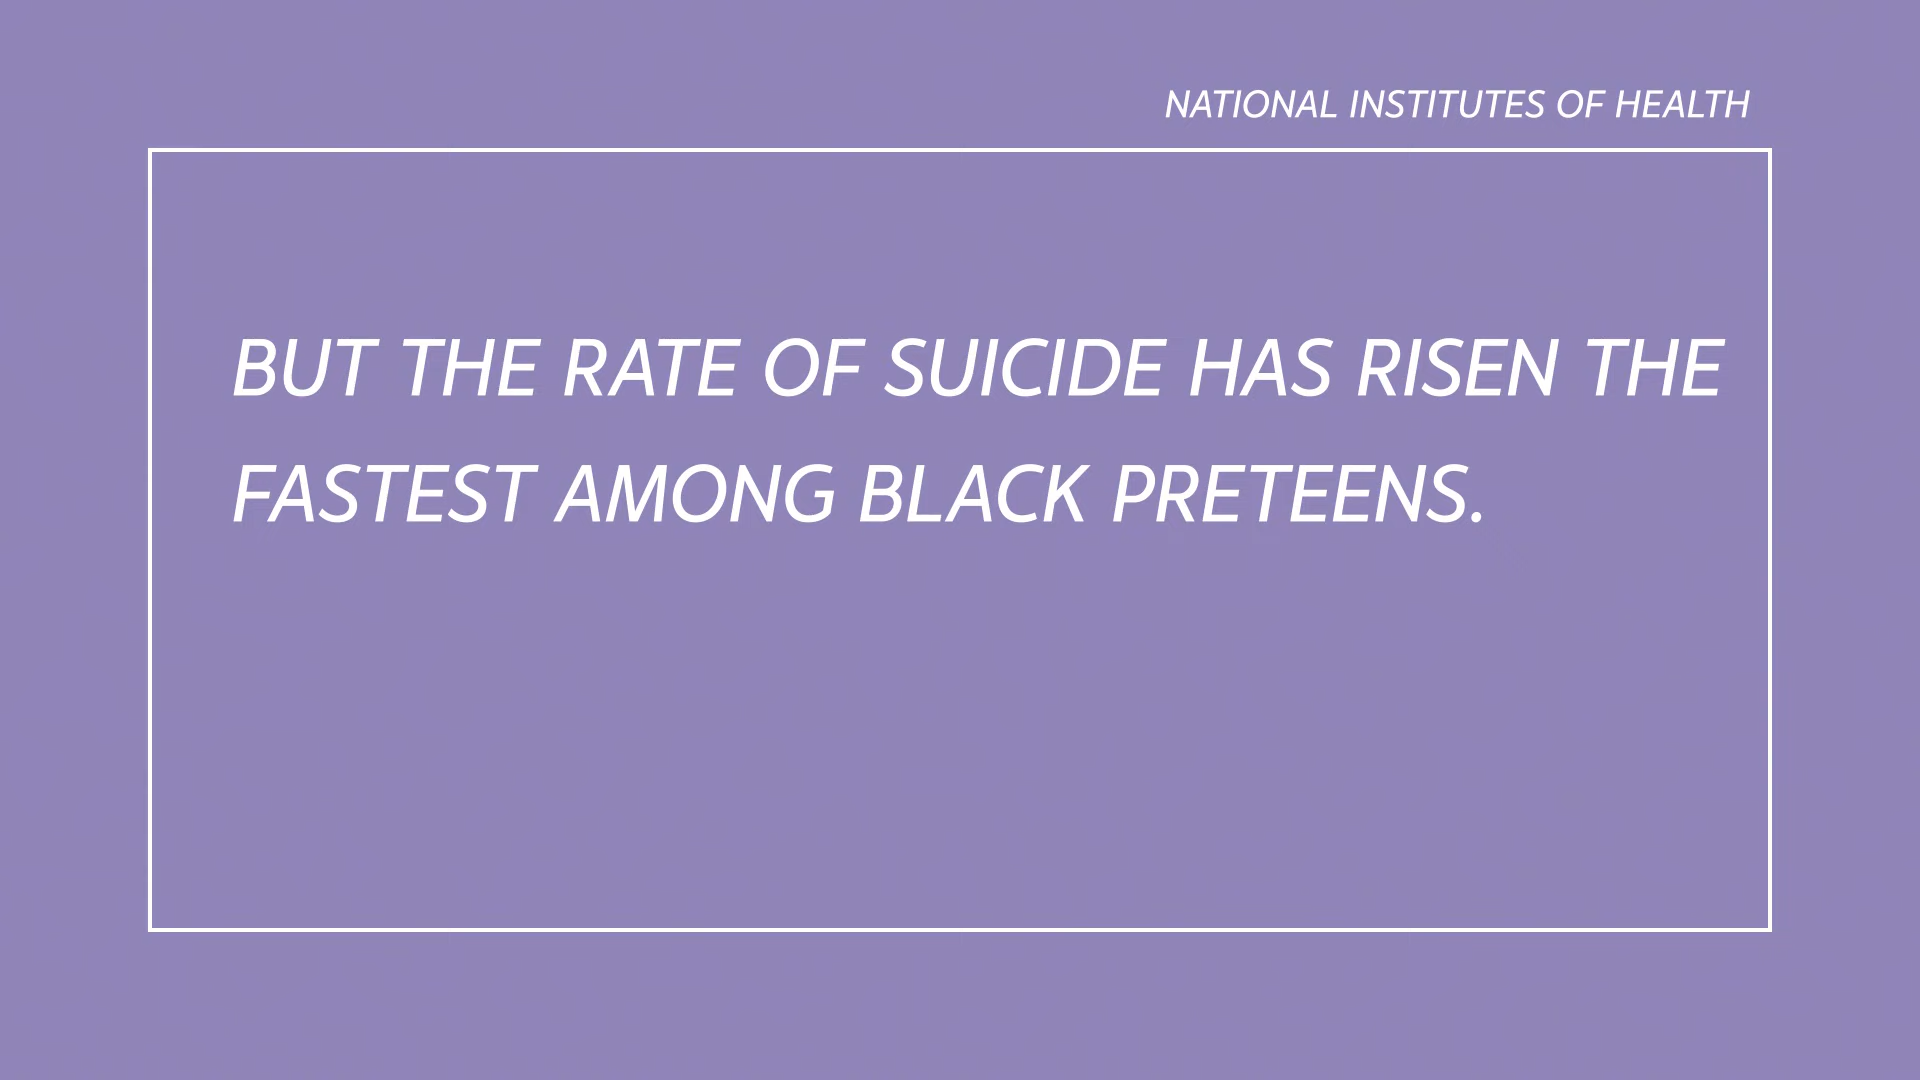 NATIONAL INSTITUTES OF HEALTH
BUT THE RATE OF SUICIDE HAS RISEN THE
FASTEST AMONG BLACK PRETEENS.